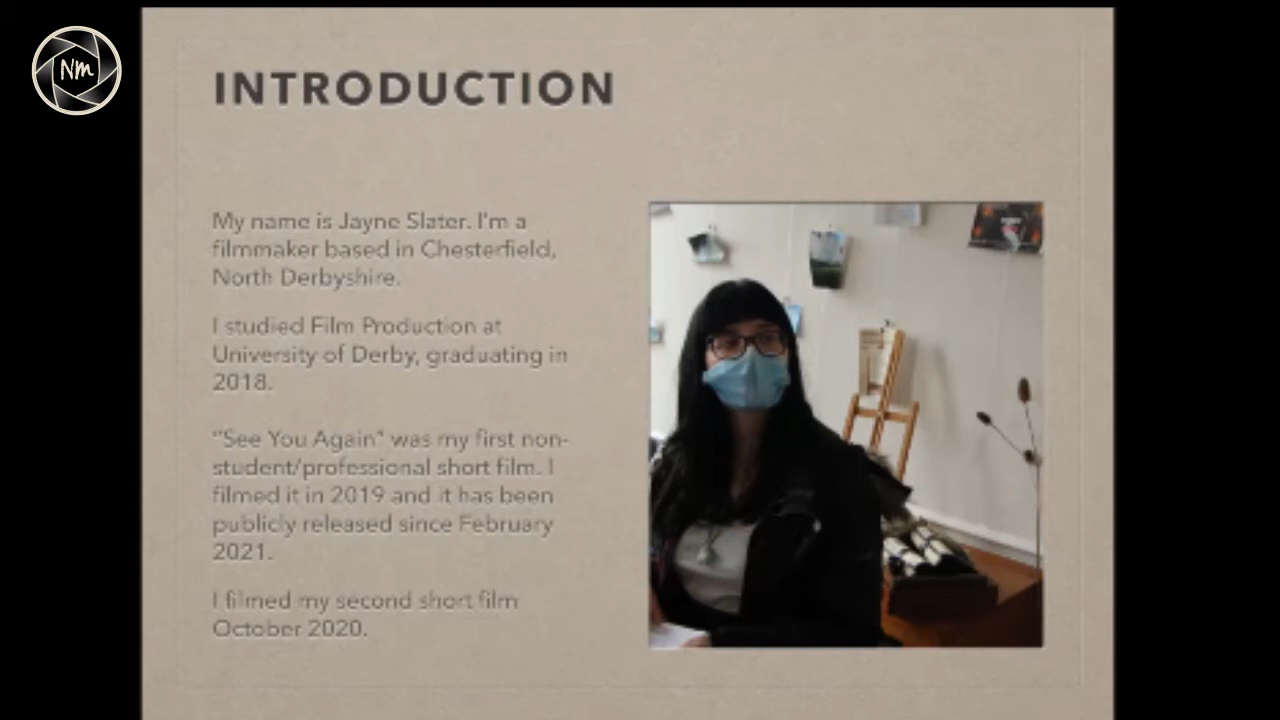 Nm
INTRODUCTION
My name is Jayne Slater. I'm a
filmmaker based in Chesterfield,
North Derbyshire.
I studied Film Production at
University of Derby, graduating in
2018.
"See You Again" was my first non-
student/professional short film. I
filmed it in 2019 and it has been
publicly released since February
2021.
I filmed my second short film
October 2020.